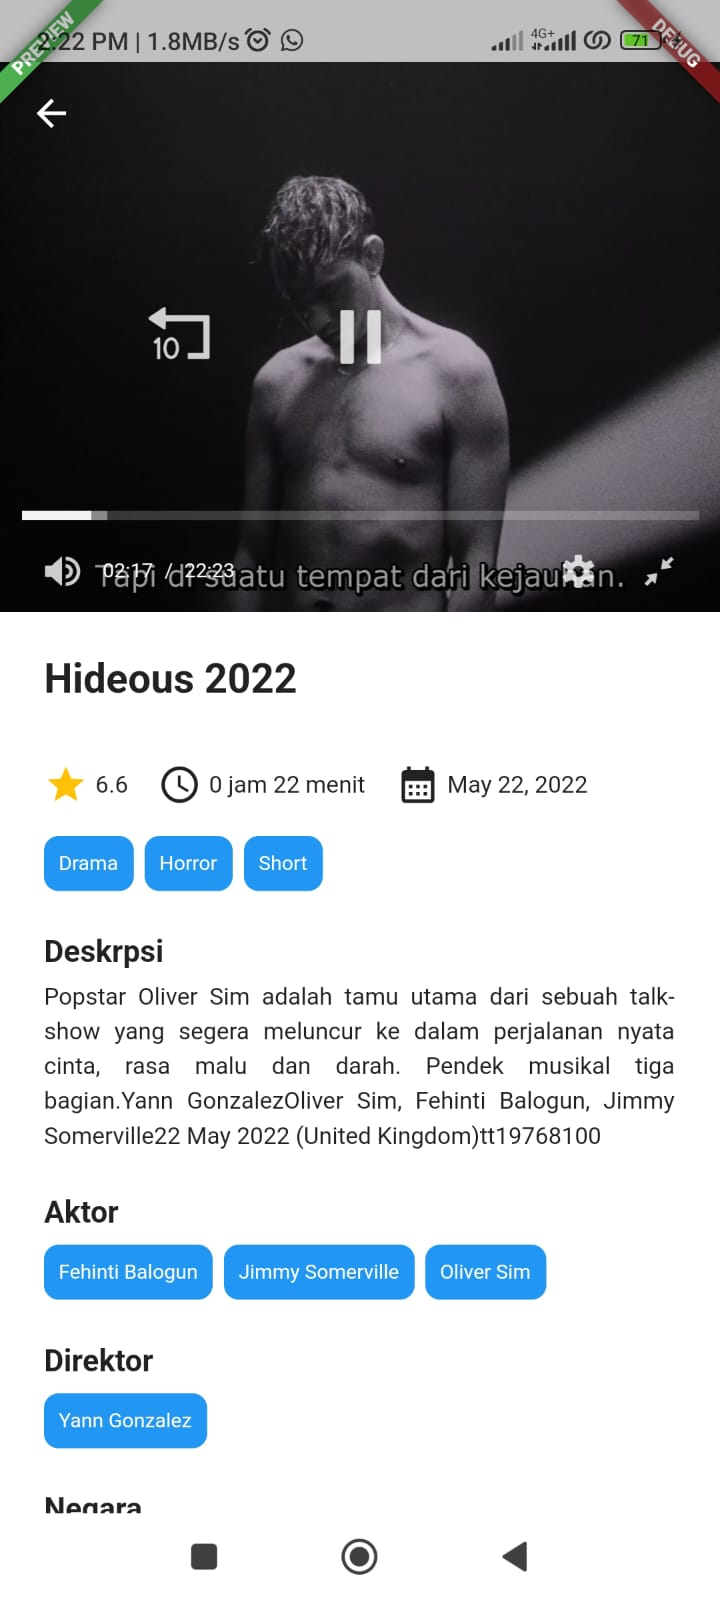 PREVIEW
2:22 PM | 1.8MB/s
4G+
71
DEBUG
10
02:17 / 22:23
Tapi di suatu tempat dari kejauhan.
Hideous 2022
6.6
0 jam 22 menit
May 22, 2022
Drama
Horror
Short
Deskrpsi
Popstar Oliver Sim adalah tamu utama dari sebuah talk-
show yang segera meluncur ke dalam perjalanan nyata
cinta, rasa malu dan darah. Pendek musikal tiga
bagian.Yann GonzalezOliver Sim, Fehinti Balogun, Jimmy
Somerville22 May 2022 (United Kingdom)tt19768100
Aktor
Fehinti Balogun
Jimmy Somerville
Oliver Sim
Direktor
Yann Gonzalez
Negara